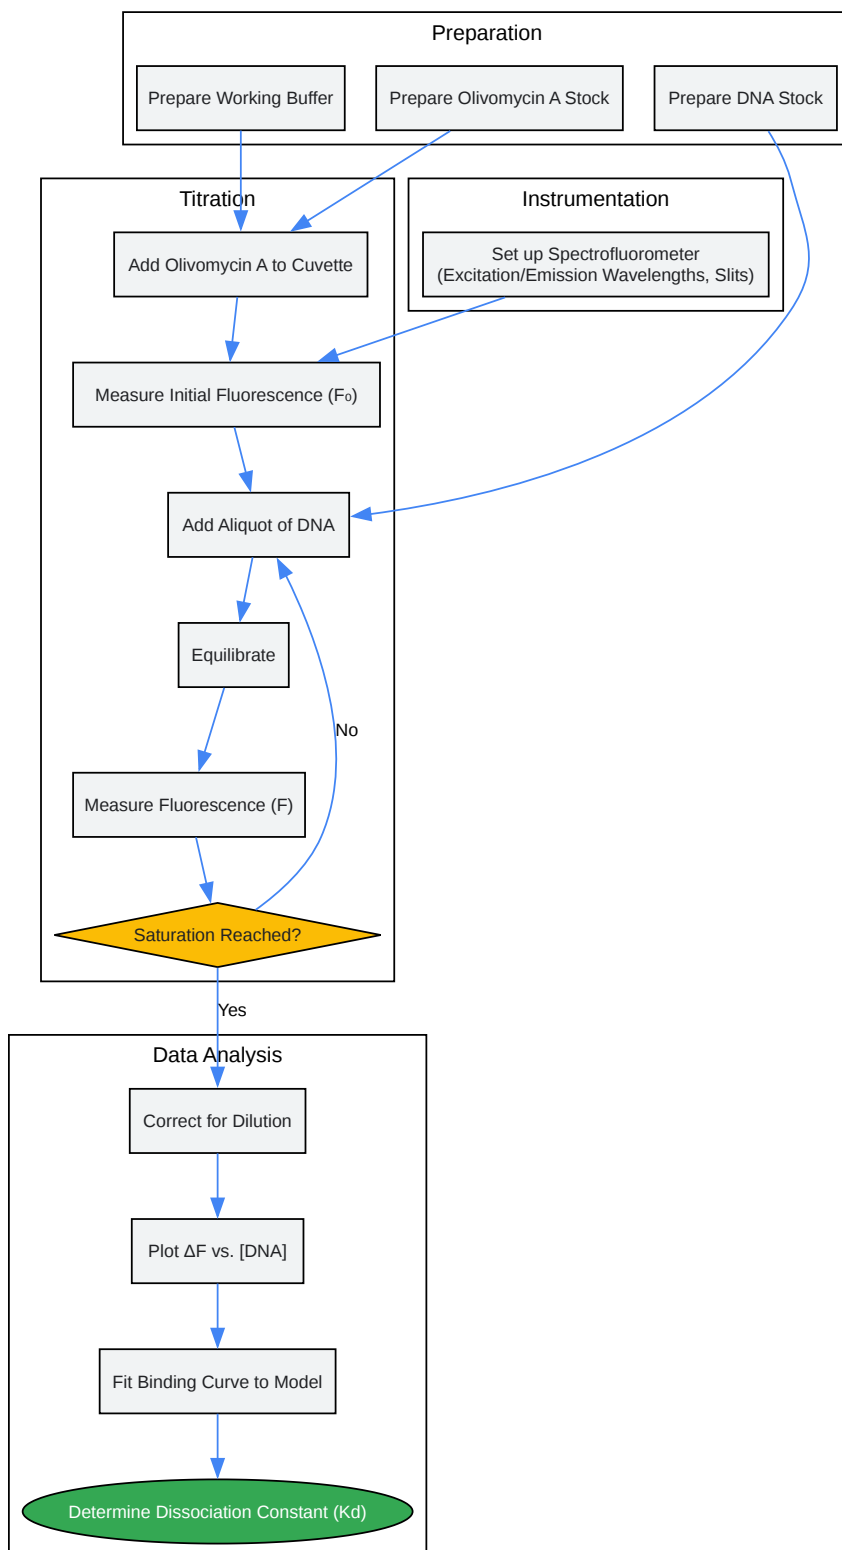 Preparation
Prepare Working Buffer
Prepare Olivomycin A Stock
Prepare DNA Stock
Titration
Instrumentation
Add Olivomycin A to Cuvette
Set up Spectrofluorometer
(Excitation/Emission Wavelengths, Slits)
Measure Initial Fluorescence (F₀)
Add Aliquot of DNA
Equilibrate
No
Measure Fluorescence (F)
Saturation Reached?
Yes
Data Analysis
Correct for Dilution
Plot ΔF vs. [DNA]
Fit Binding Curve to Model
Determine Dissociation Constant (Kd)